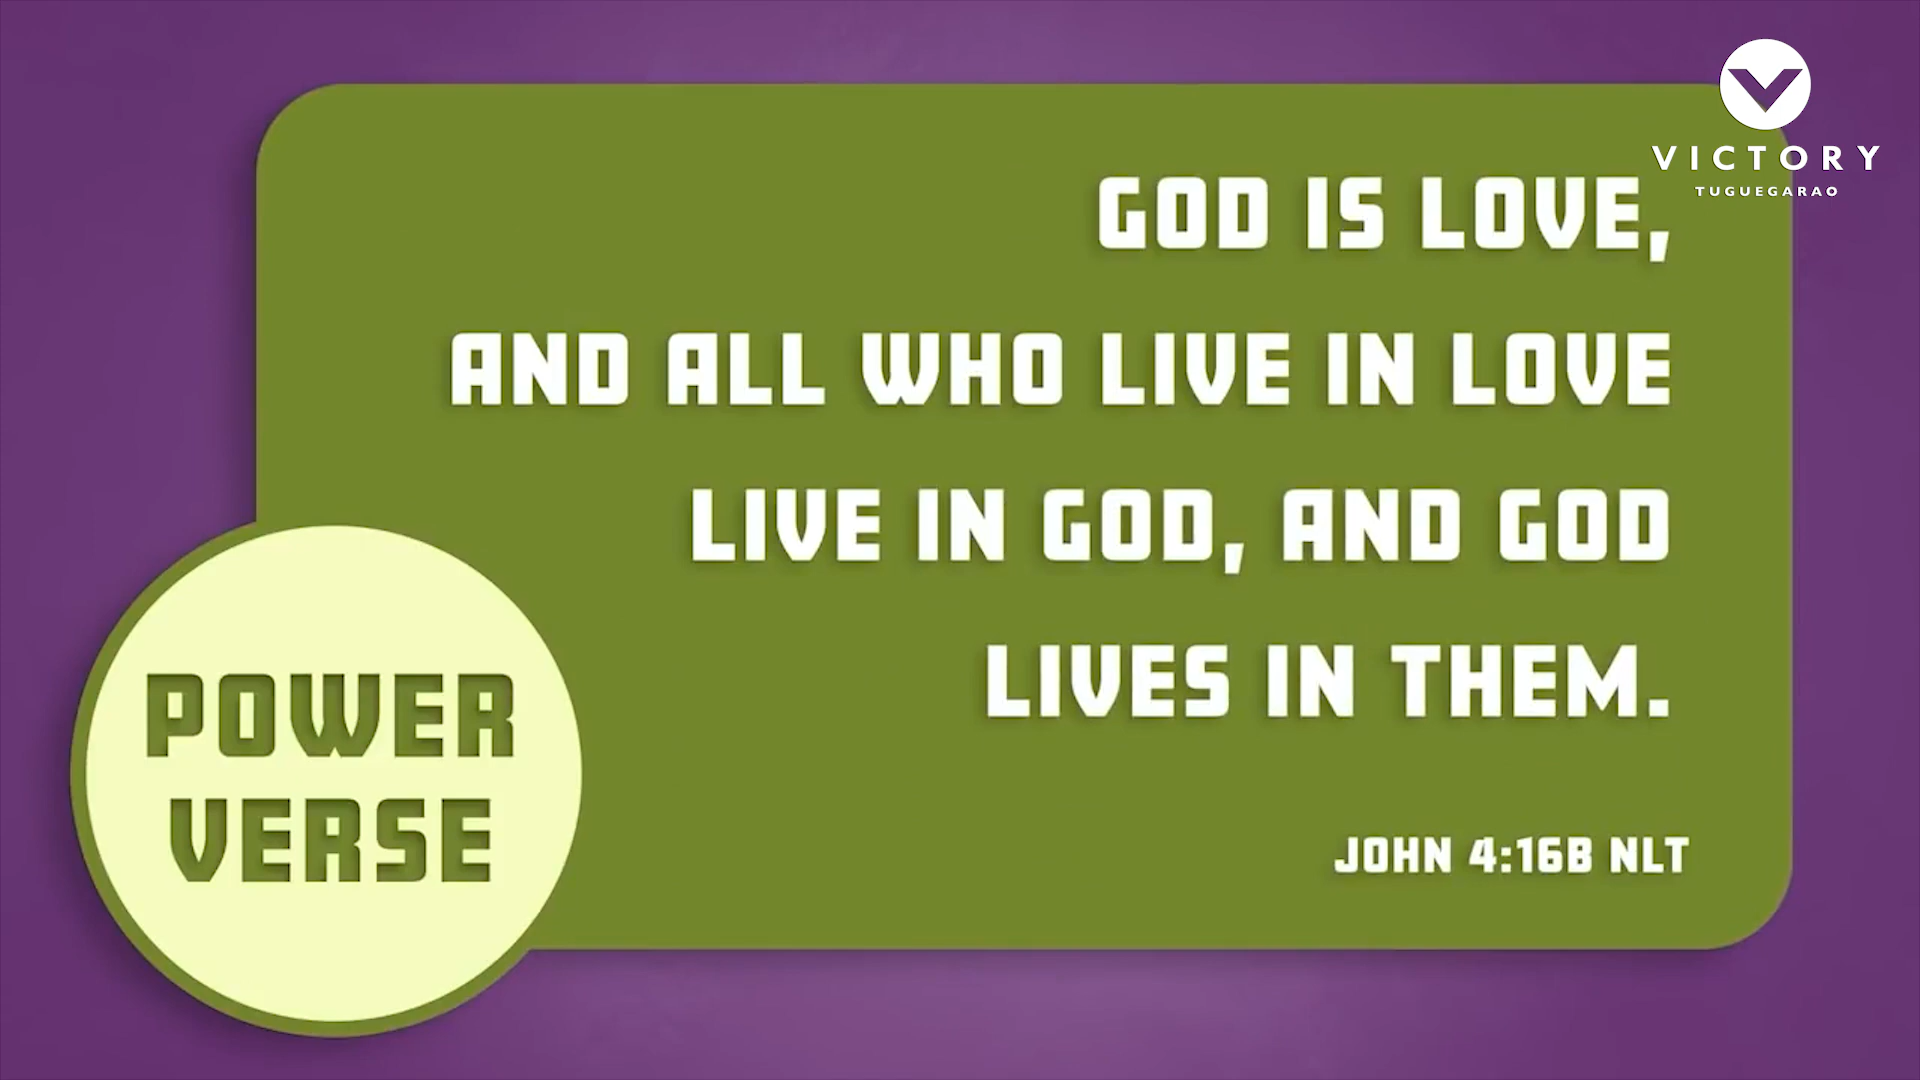 VICTORY
TUGUEGARAO
GOD IS LOVE,
AND ALL WHO LIVE IN LOVE
LIVE IN GOD, AND GOD
LIVES IN THEM.
JOHN 4:16B NLT
POWER
VERSE